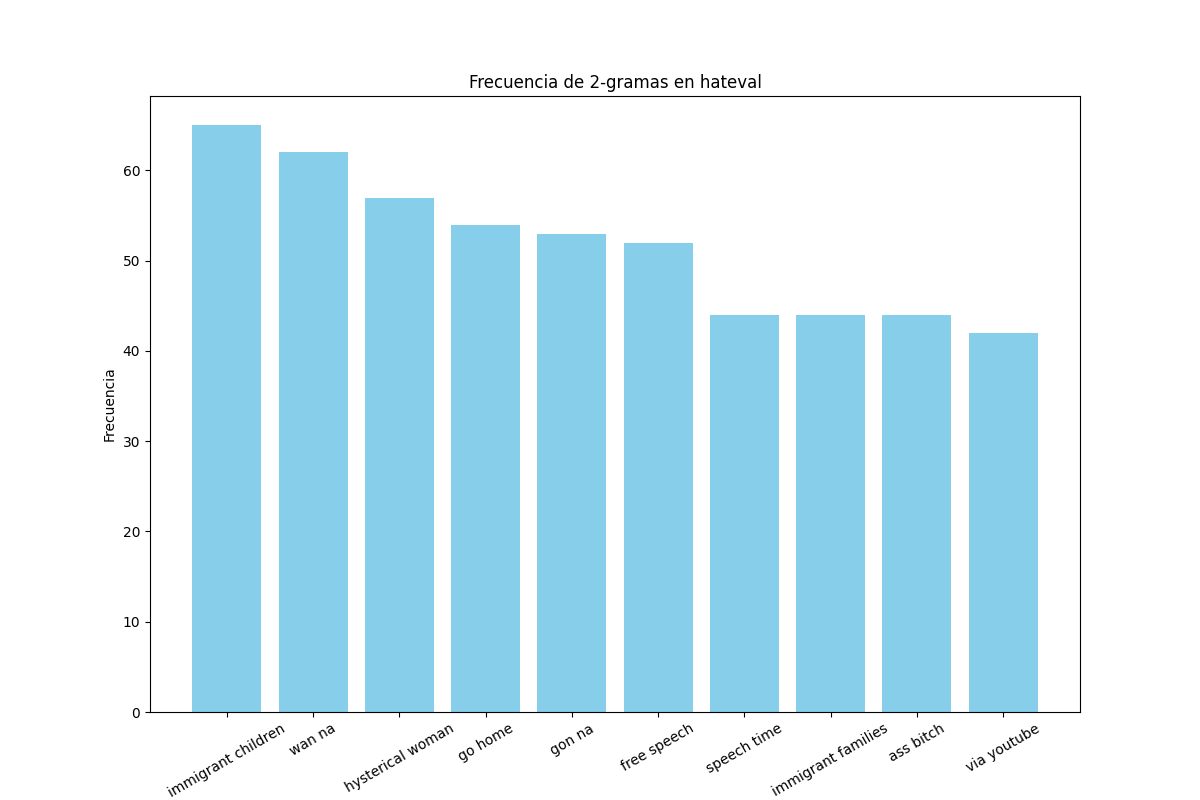 Frecuencia de 2-gramas en hateval
Frecuencia
60
50
40
30
20
10
0
immigrant children
wan na
hysterical woman
go home
gon na
free speech
speech time
immigrant families
ass bitch
via youtube